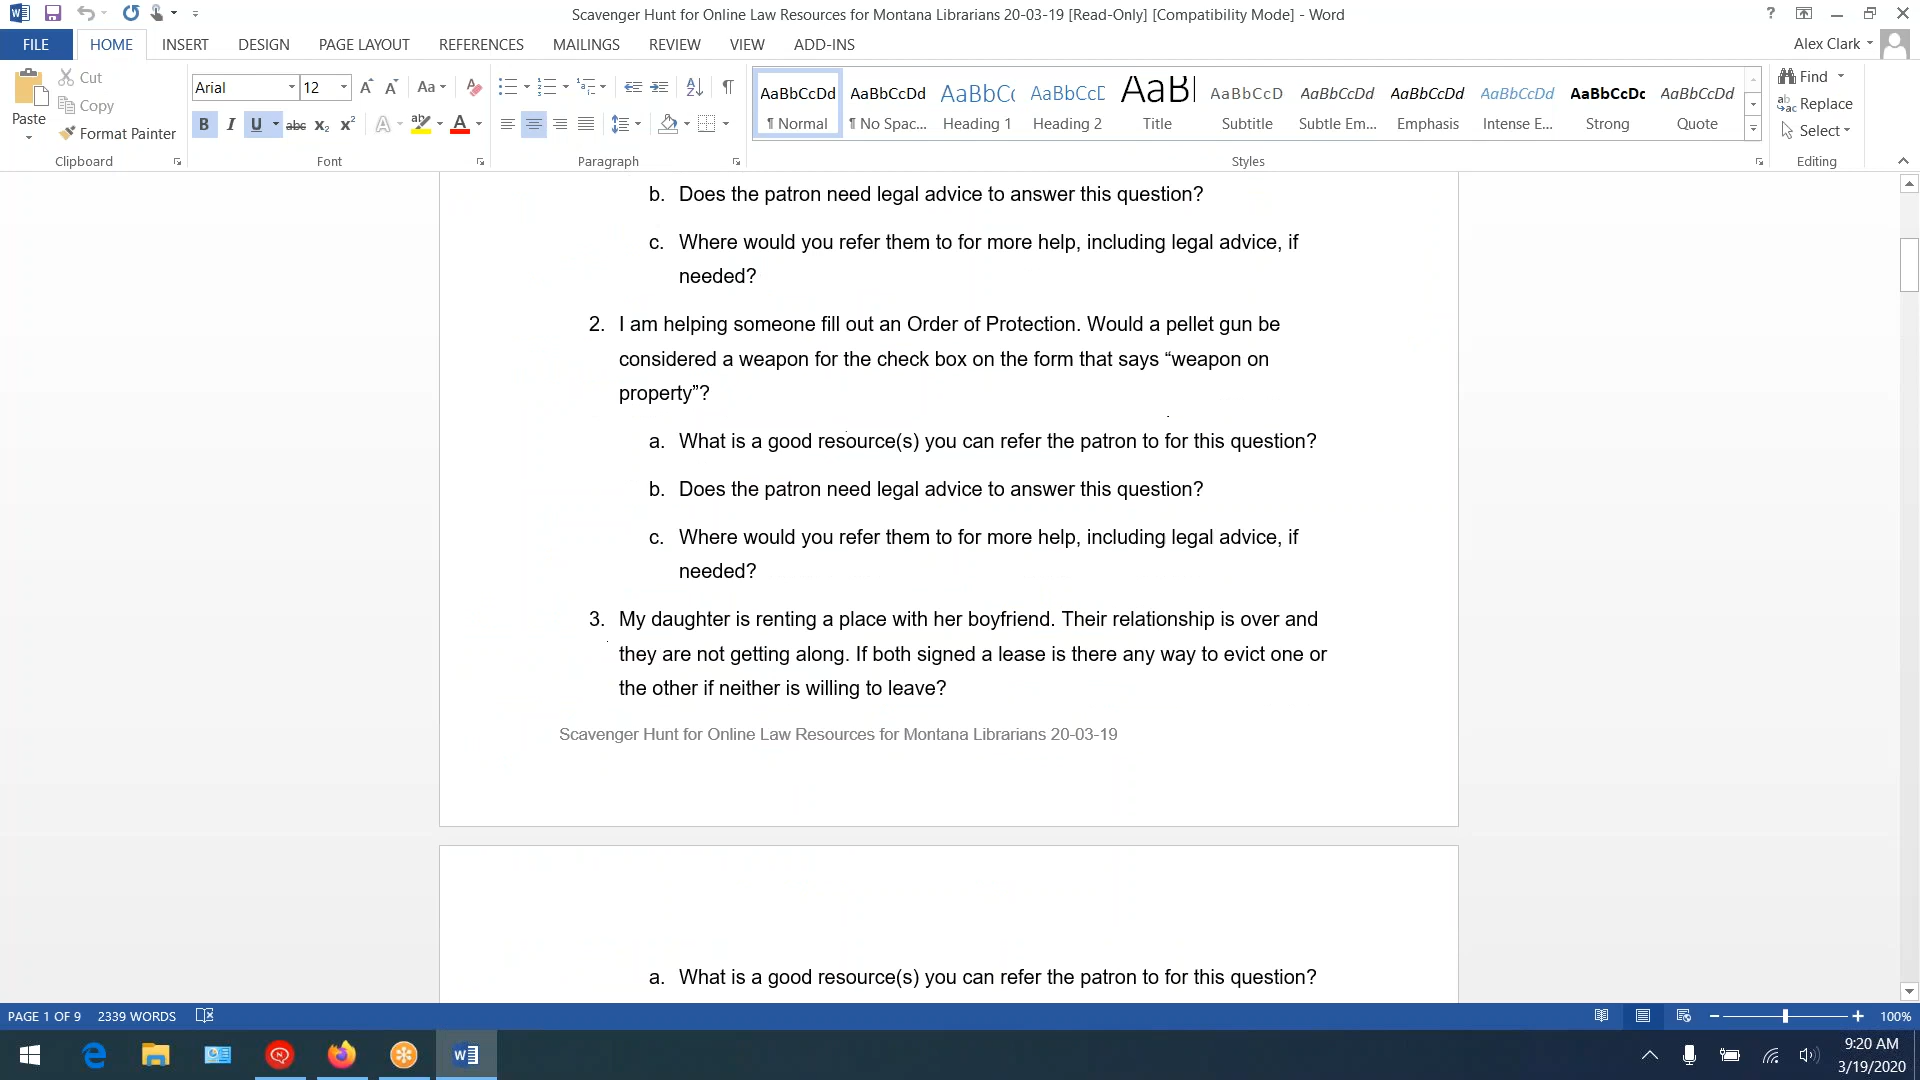 Scavenger Hunt for Online Law Resources for Montana Librarians 20-03-19 [Read-Only] [Compatibility Mode] - Word
FILE HOME INSERT DESIGN PAGE LAYOUT REFERENCES MAILINGS REVIEW VIEW ADD-INS Alex Clark
Paste
Cut
Copy
Format Painter
Clipboard
Arial 12
Font
Paragraph
AaBbCcDd AaBbCcDd AaBbC( AaBbCcD AaB AaBbCcD AaBbCcDd AaBbCcDd AaBbCcDd AaBbCcDc AaBbCcDd
¶ Normal ¶ No Spac... Heading 1 Heading 2 Title Subtitle Subtle Em... Emphasis Intense E... Strong Quote
Styles
Find
Replace
Select
Editing
b. Does the patron need legal advice to answer this question?
c. Where would you refer them to for more help, including legal advice, if
needed?
2. I am helping someone fill out an Order of Protection. Would a pellet gun be
considered a weapon for the check box on the form that says “weapon on
property”?
a. What is a good resource(s) you can refer the patron to for this question?
b. Does the patron need legal advice to answer this question?
c. Where would you refer them to for more help, including legal advice, if
needed?
3. My daughter is renting a place with her boyfriend. Their relationship is over and
they are not getting along. If both signed a lease is there any way to evict one or
the other if neither is willing to leave?
Scavenger Hunt for Online Law Resources for Montana Librarians 20-03-19
a. What is a good resource(s) you can refer the patron to for this question?
PAGE 1 OF 9 2339 WORDS 100%
9:20 AM
3/19/2020